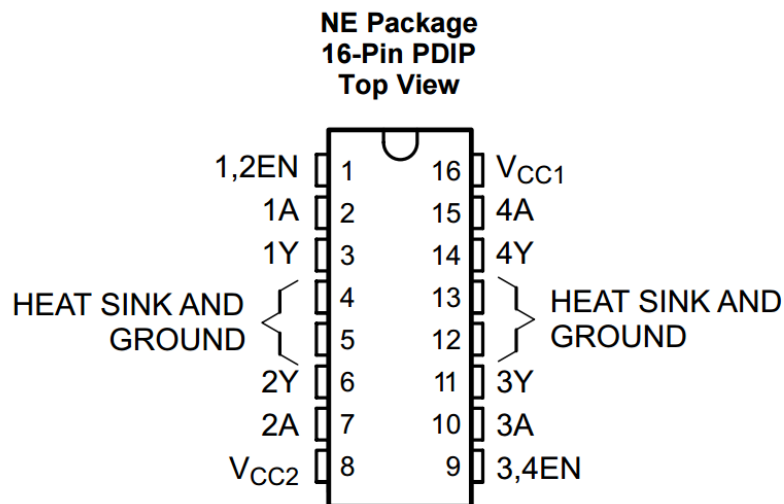 NE Package
16-Pin PDIP
Top View
1,2EN 1 16 VCC1
1A 2 15 4A
1Y 3 14 4Y
HEAT SINK AND
GROUND
4 13
5 12
HEAT SINK AND
GROUND
2Y 6 11 3Y
2A 7 10 3A
VCC2 8 9 3,4EN